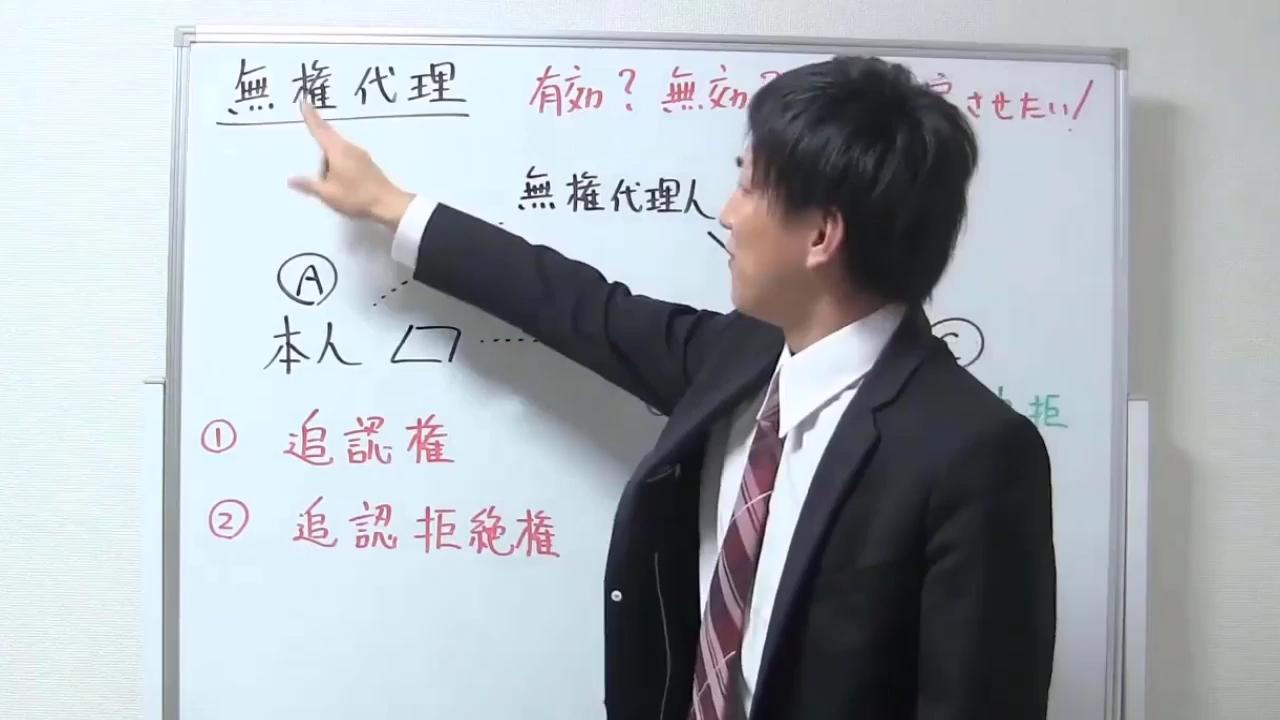 無権代理 有効? 無効? させたい!
無権代理人
Ⓐ
本人 Ⓒ
① 追認権 拒
② 追認拒絶権